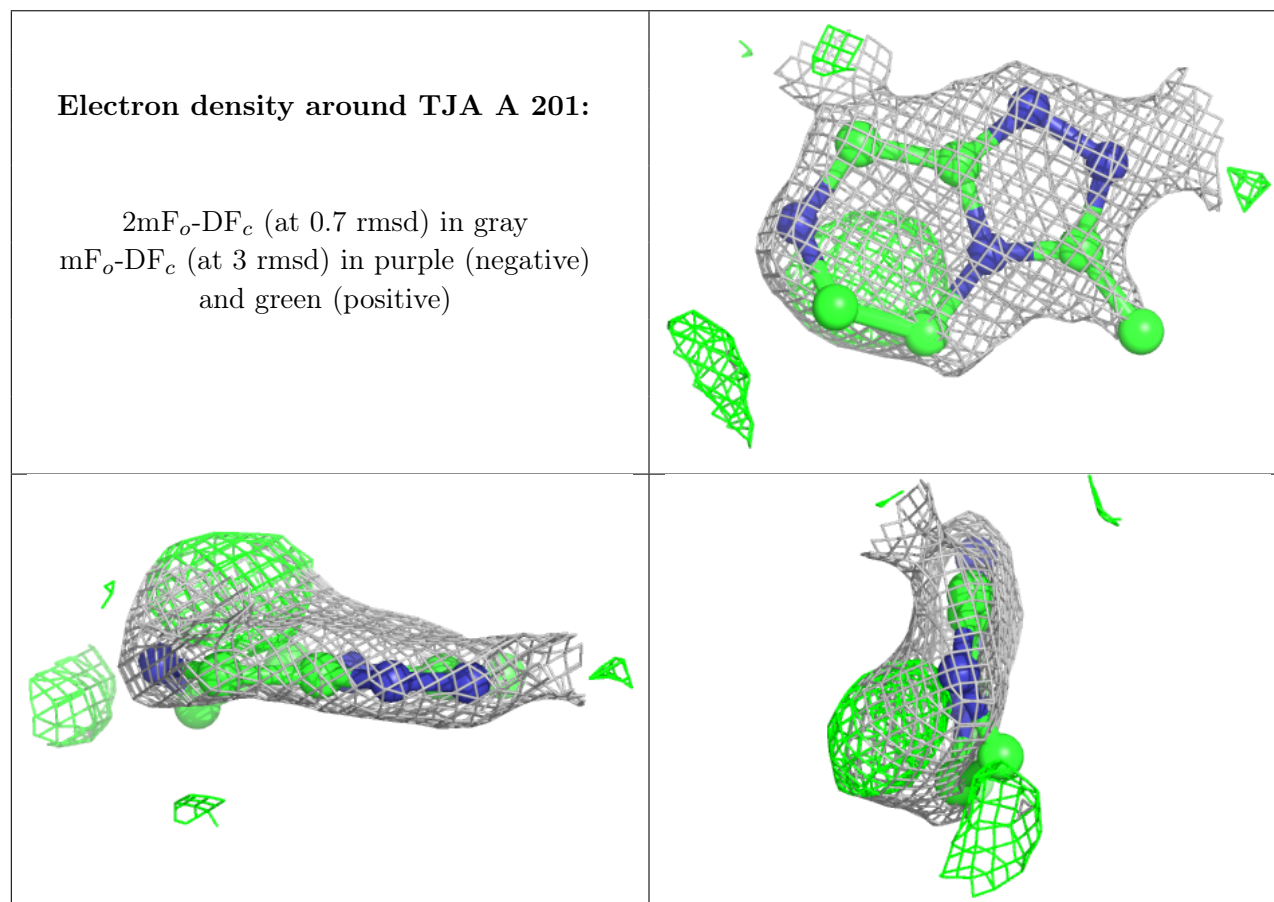 Electron density around TJA A 201:
2mFo-DFc (at 0.7 rmsd) in gray
mFo-DFc (at 3 rmsd) in purple (negative)
and green (positive)